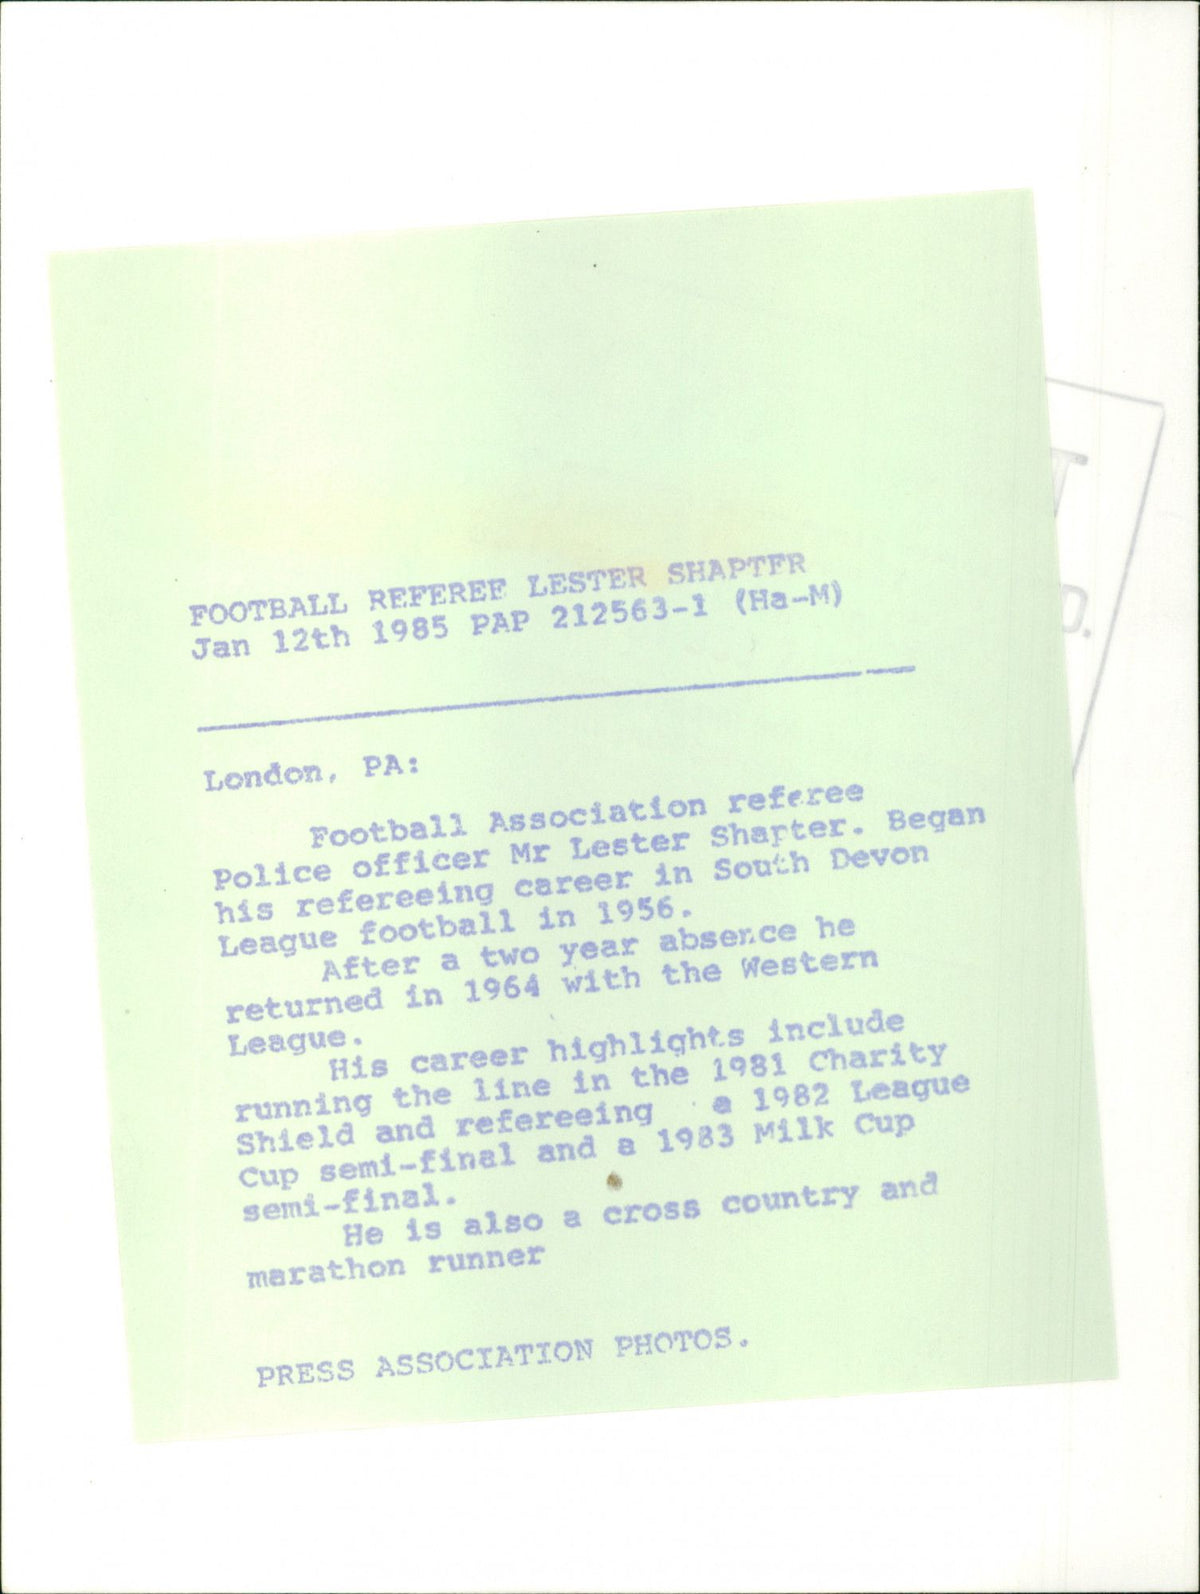 FOOTBALL REFEREE LESTER SHAPTER
Jan 12th 1985 PAP 212563-1 (Ha-M)
London, PA:
Football Association referee
Police officer Mr Lester Shapter. Began
his refereeing career in South Devon
League football in 1956.
After a two year absence he
returned in 1964 with the Western
League.
His career highlights include
running the line in the 1981 Charity
Shield and refereeing a 1982 League
Cup semi-final and a 1983 Milk Cup
semi-final.
He is also a cross country and
marathon runner
PRESS ASSOCIATION PHOTOS.